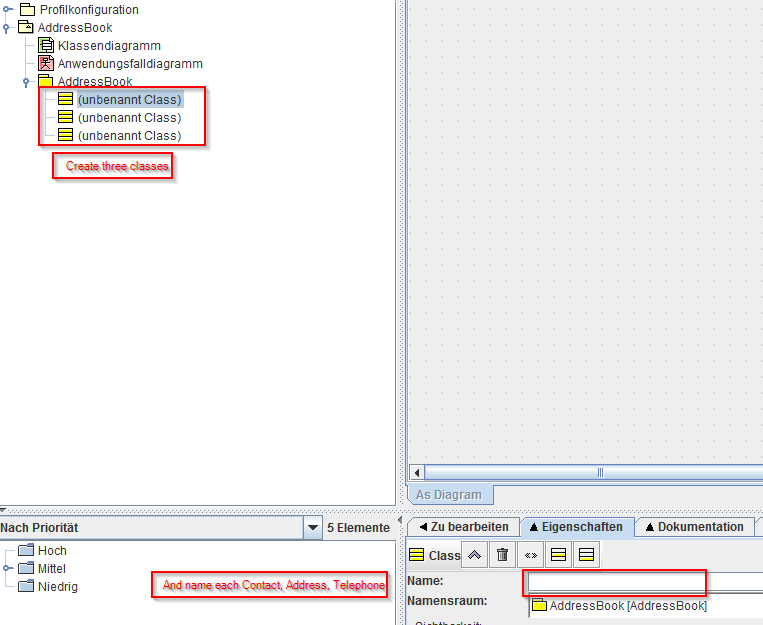 Profilkonfiguration
AddressBook
Klassendiagramm
Anwendungsfalldiagramm
AddressBook
(unbenannt Class)
(unbenannt Class)
(unbenannt Class)
Create three classes
As Diagram
Nach Priorität
5 Elemente
Hoch
Mittel
Niedrig
And name each Contact, Address, Telephone
Zu bearbeiten
Eigenschaften
Dokumentation
Class
Name:
Namensraum:
AddressBook [AddressBook]
Sichtbarkeit: